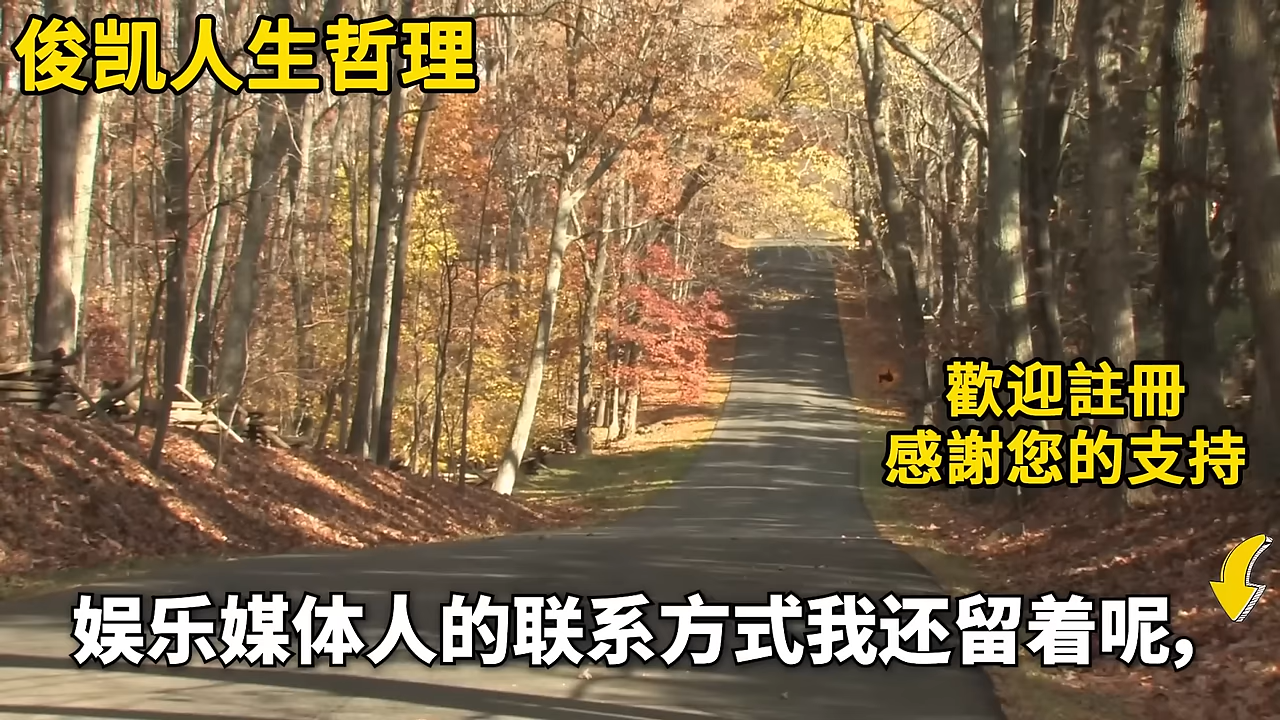 俊凯人生哲理
歡迎註冊
感謝您的支持
娱乐媒体人的联系方式我还留着呢,